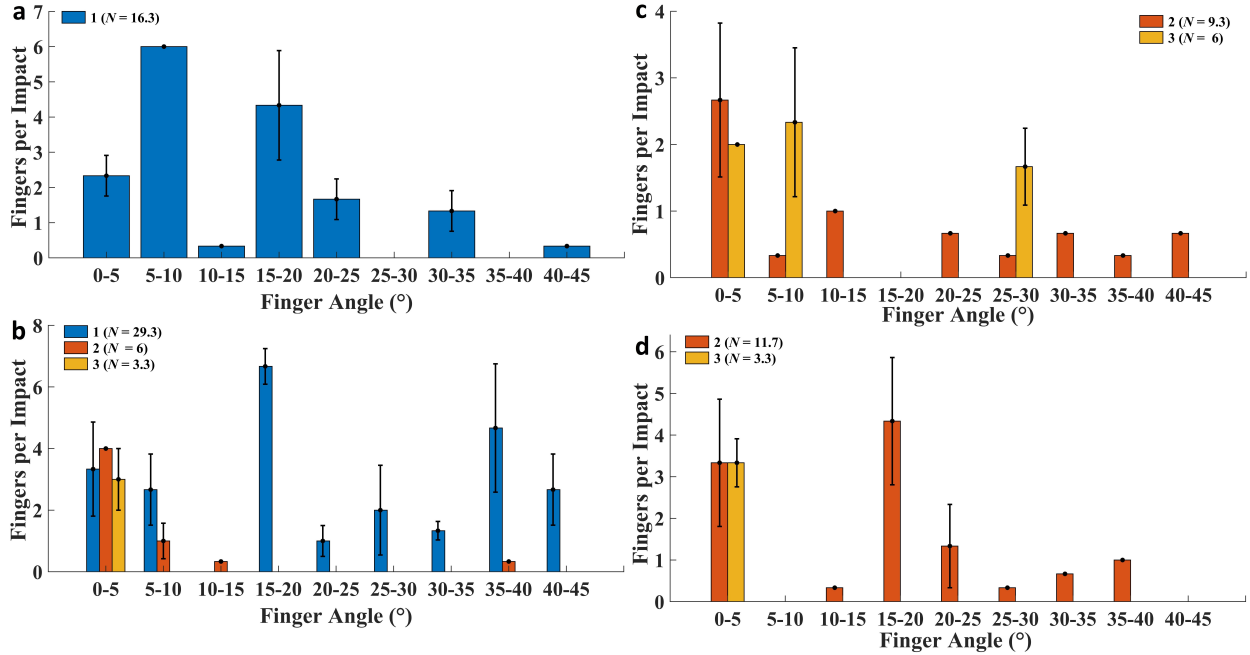 a
1 (N = 16.3)
7
6
5
4
3
2
1
0
Fingers per Impact
0-5 5-10 10-15 15-20 20-25 25-30 30-35 35-40 40-45
Finger Angle (°)
b
1 (N = 29.3)
2 (N = 6)
3 (N = 3.3)
8
6
4
2
0
Fingers per Impact
0-5 5-10 10-15 15-20 20-25 25-30 30-35 35-40 40-45
Finger Angle (°)
c
2 (N = 9.3)
3 (N = 6)
4
3
2
1
0
Fingers per Impact
0-5 5-10 10-15 15-20 20-25 25-30 30-35 35-40 40-45
Finger Angle (°)
d
2 (N = 11.7)
3 (N = 3.3)
6
5
4
3
2
1
0
Fingers per Impact
0-5 5-10 10-15 15-20 20-25 25-30 30-35 35-40 40-45
Finger Angle (°)